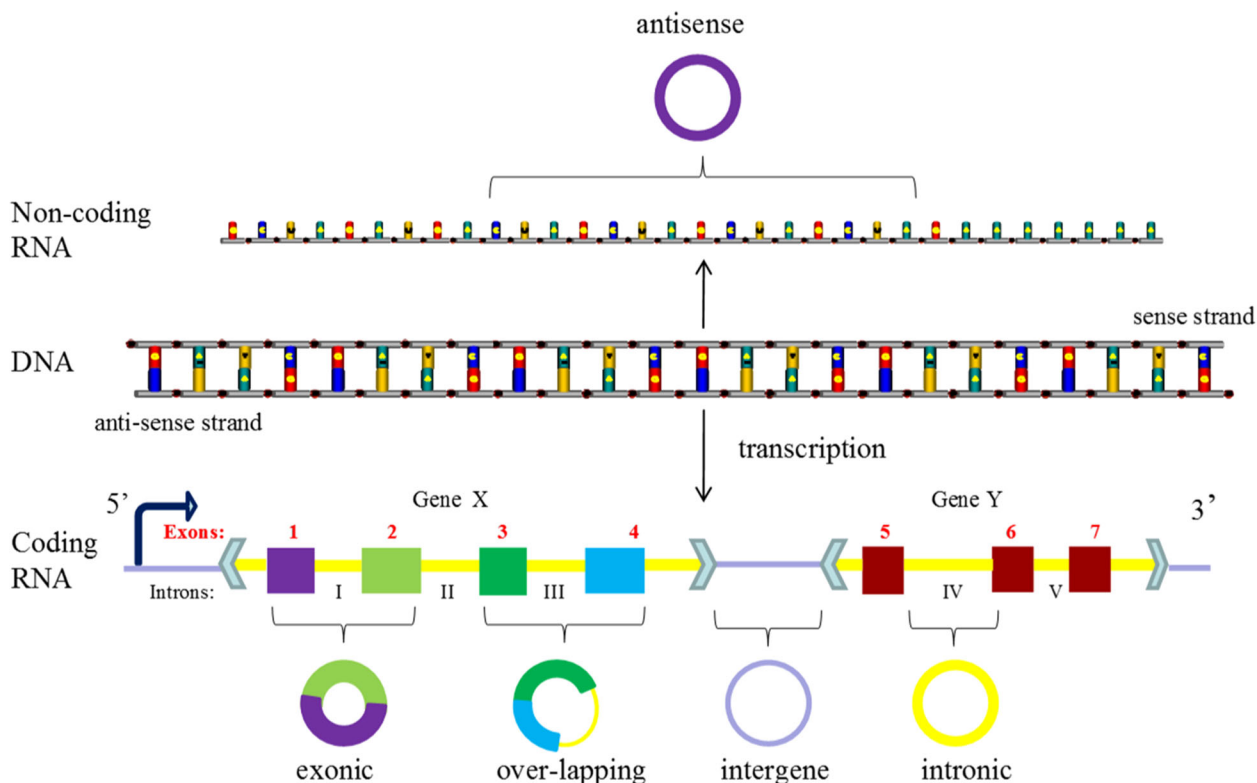 antisense
Non-coding
RNA
sense strand
DNA
anti-sense strand
transcription
5’
Gene X
Gene Y
3’
Exons: 1 2 3 4 5 6 7
Coding
RNA
Introns: I II III IV V
exonic
over-lapping
intergene
intronic